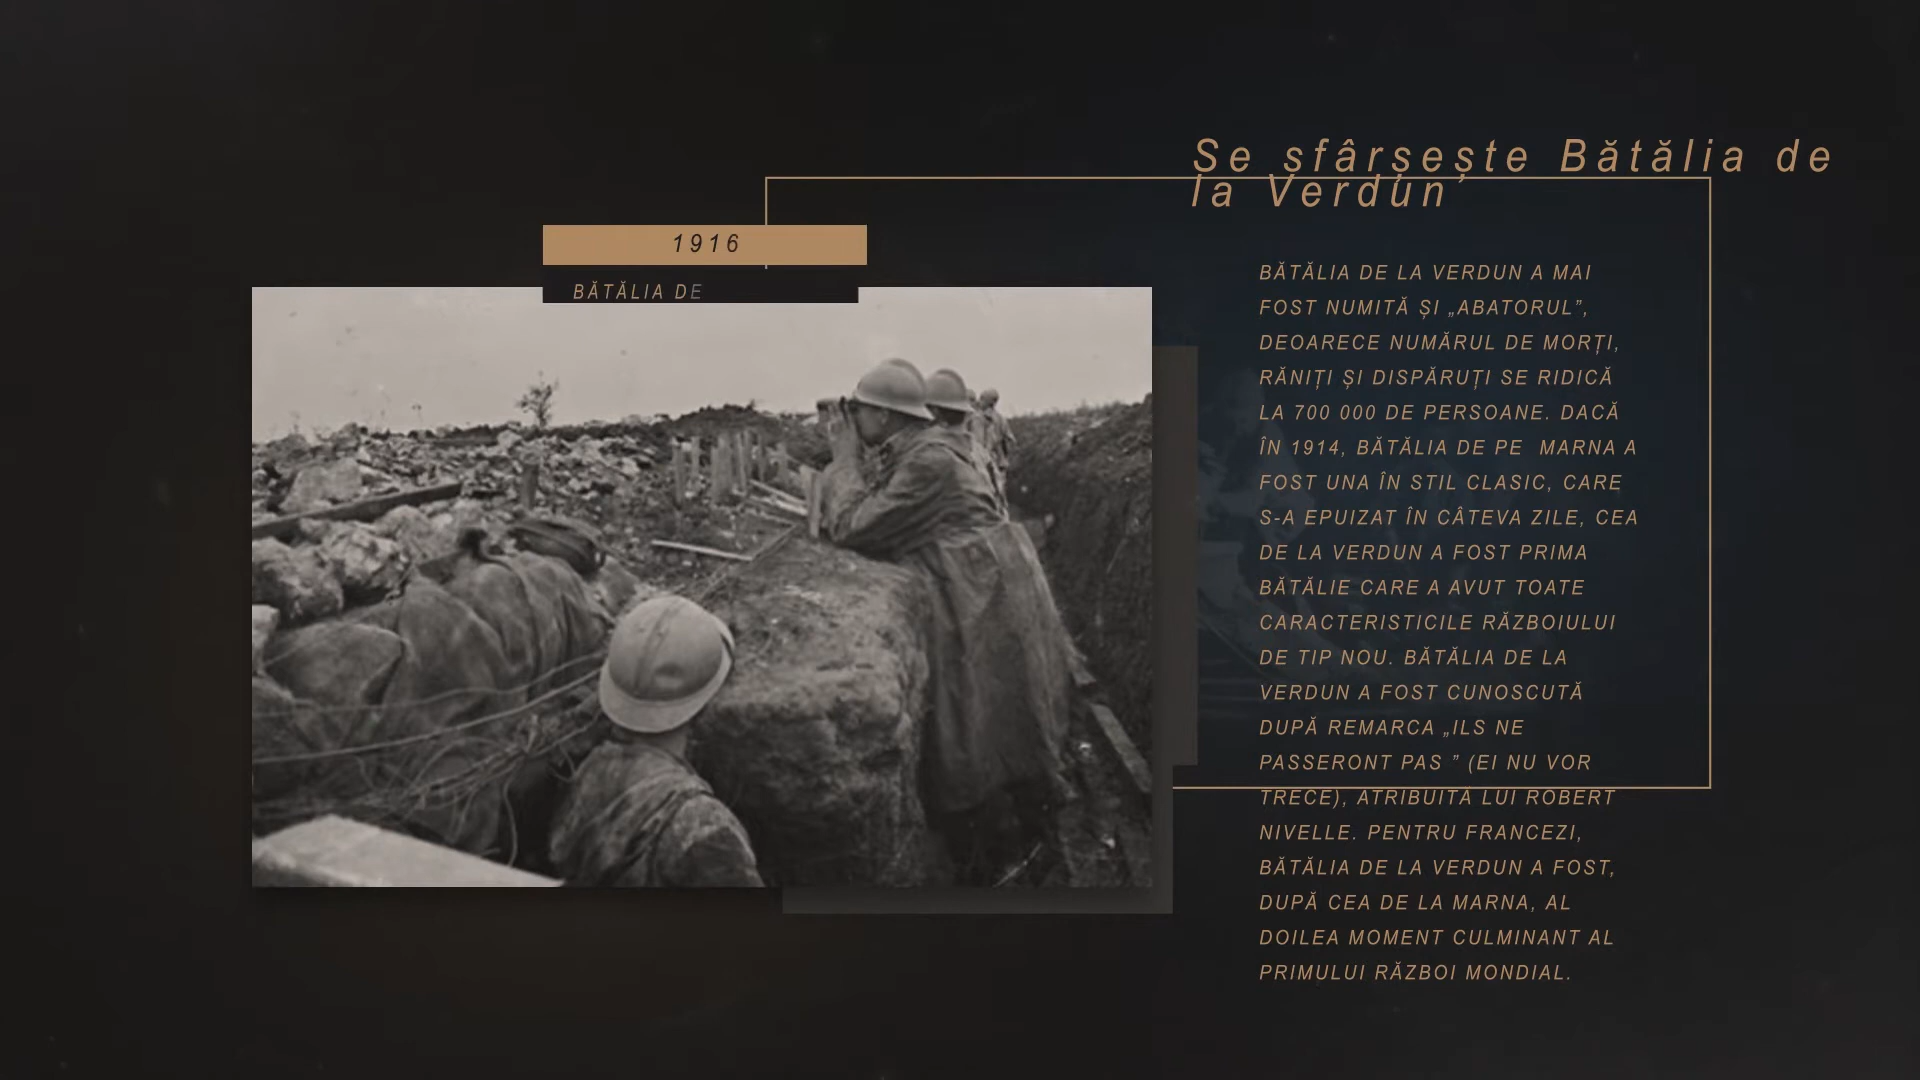 Se sfârșește Bătălia de
la Verdun
1916
BĂTĂLIA DE
BĂTĂLIA DE LA VERDUN A MAI
FOST NUMITĂ ȘI „ABATORUL”,
DEOARECE NUMĂRUL DE MORȚI,
RĂNIȚI ȘI DISPĂRUȚI SE RIDICĂ
LA 700 000 DE PERSOANE. DACĂ
ÎN 1914, BĂTĂLIA DE PE  MARNA A
FOST UNA ÎN STIL CLASIC, CARE
S-A EPUIZAT ÎN CÂTEVA ZILE, CEA
DE LA VERDUN A FOST PRIMA
BĂTĂLIE CARE A AVUT TOATE
CARACTERISTICILE RĂZBOIULUI
DE TIP NOU. BĂTĂLIA DE LA
VERDUN A FOST CUNOSCUTĂ
DUPĂ REMARCA „ILS NE
PASSERONT PAS ” (EI NU VOR
TRECE), ATRIBUITĂ LUI ROBERT
NIVELLE. PENTRU FRANCEZI,
BĂTĂLIA DE LA VERDUN A FOST,
DUPĂ CEA DE LA MARNA, AL
DOILEA MOMENT CULMINANT AL
PRIMULUI RĂZBOI MONDIAL.